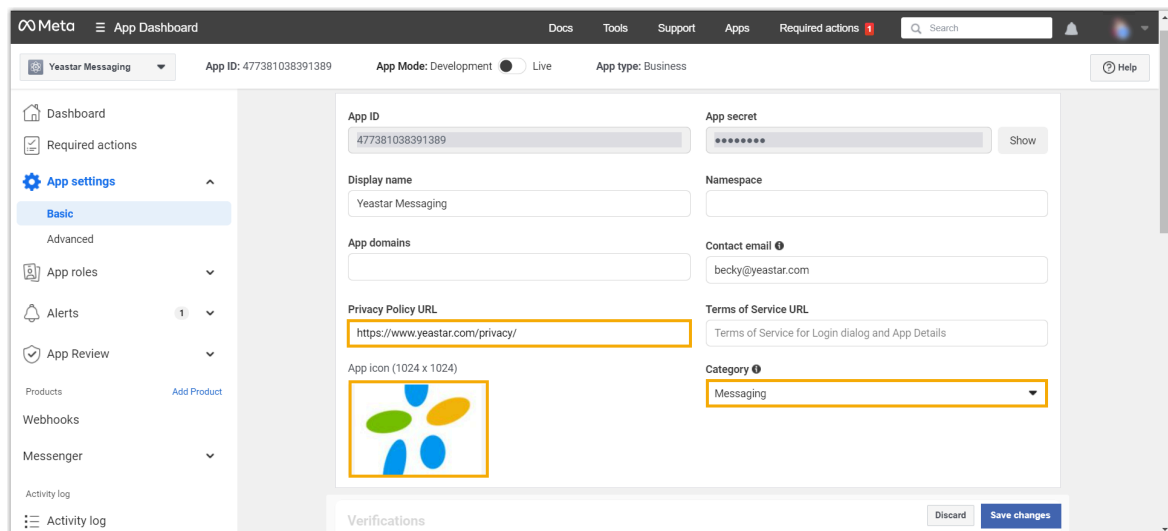 Meta App Dashboard Docs Tools Support Apps Required actions 1 Search
Yeastar Messaging App ID: 477381038391389 App Mode: Development Live App type: Business Help
Dashboard
Required actions
App settings
Basic
Advanced
App roles
Alerts 1
App Review
Products Add Product
Webhooks
Messenger
Activity log
Activity log
App ID App secret
477381038391389 ●●●●●●●● Show
Display name Namespace
Yeastar Messaging
App domains Contact email
becky@yeastar.com
Privacy Policy URL Terms of Service URL
https://www.yeastar.com/privacy/ Terms of Service for Login dialog and App Details
App icon (1024 x 1024) Category
Messaging
Verifications Discard Save changes